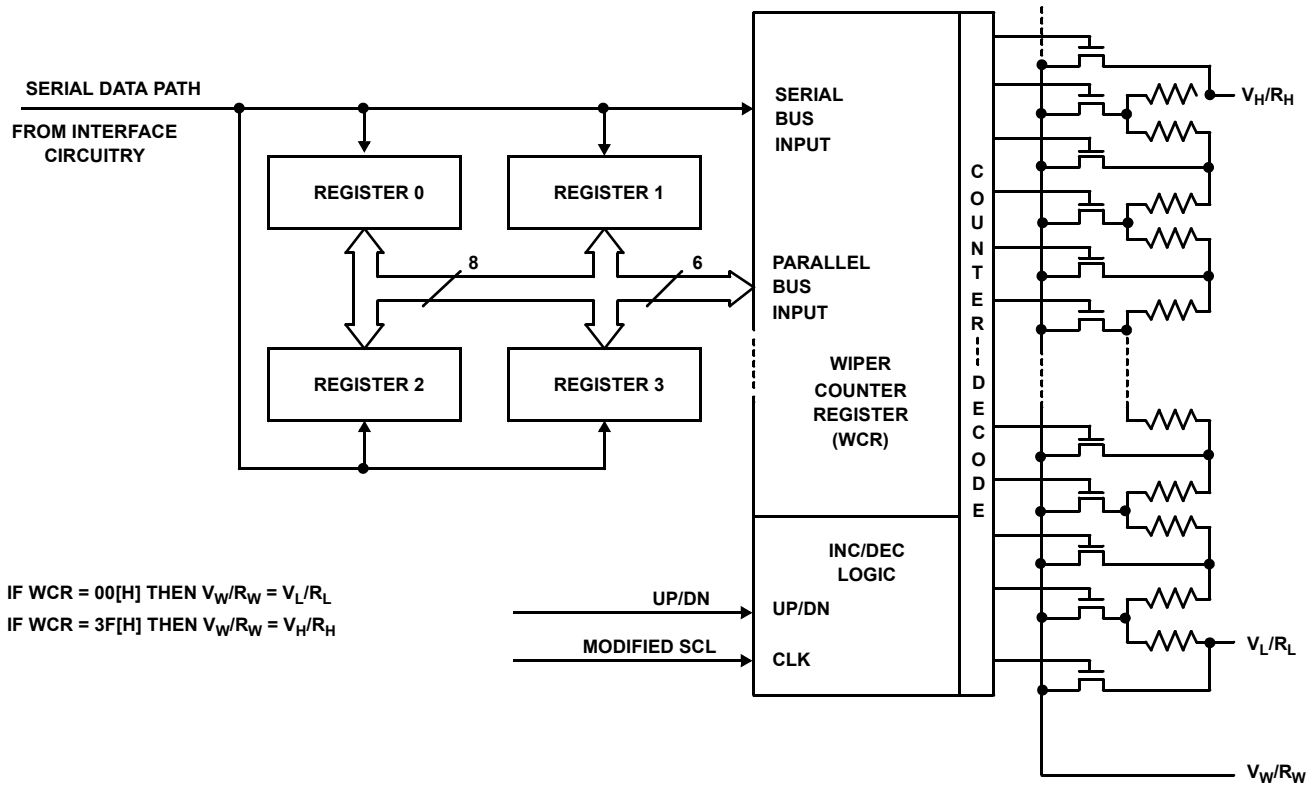 SERIAL DATA PATH
FROM INTERFACE
CIRCUITRY
REGISTER 0
REGISTER 1
8
6
REGISTER 2
REGISTER 3
SERIAL
BUS
INPUT
PARALLEL
BUS
INPUT
WIPER
COUNTER
REGISTER
(WCR)
INC/DEC
LOGIC
UP/DN
UP/DN
MODIFIED SCL
CLK
COUNTER
DECODE
VH/RH
VL/RL
VW/RW
IF WCR = 00[H] THEN VW/RW = VL/RL
IF WCR = 3F[H] THEN VW/RW = VH/RH